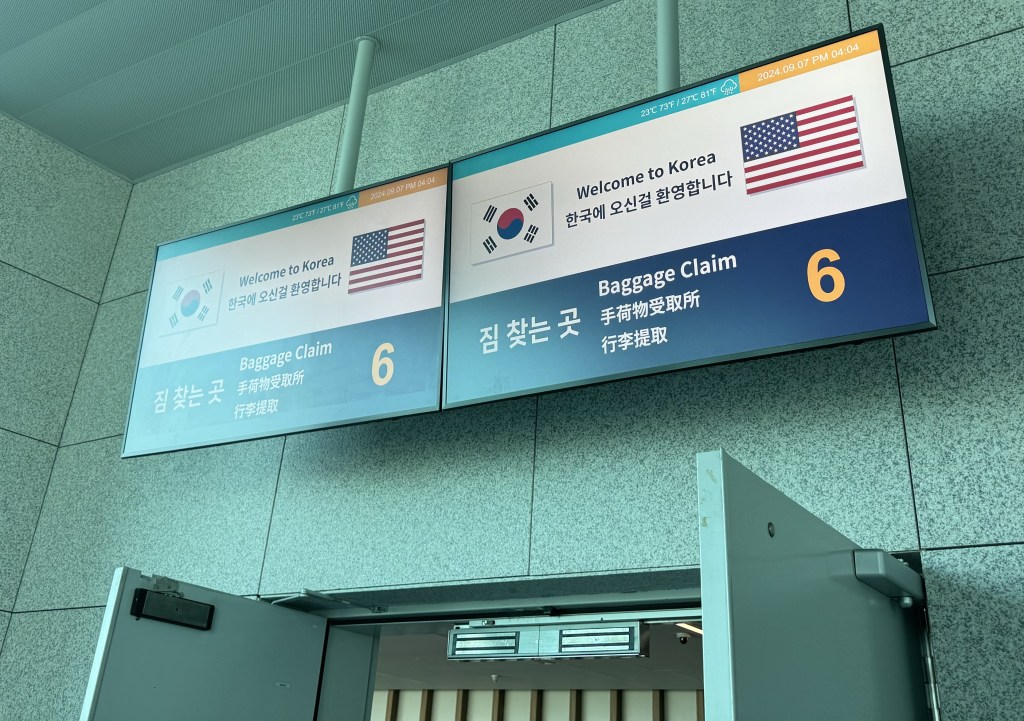 23℃ 73℉ / 27℃ 81℉ 2024.09.07 PM 04:04
Welcome to Korea
한국에 오신걸 환영합니다
짐 찾는 곳
Baggage Claim
手荷物受取所
行李提取
6
23℃ 73℉ / 27℃ 81℉ 2024.09.07 PM 04:04
Welcome to Korea
한국에 오신걸 환영합니다
짐 찾는 곳
Baggage Claim
手荷物受取所
行李提取
6